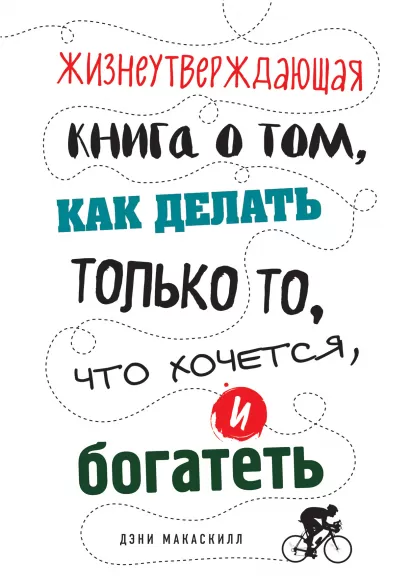 ЖИЗНЕУТВЕРЖДАЮЩАЯ
КНИГА О ТОМ,
КАК ДЕЛАТЬ
ТОЛЬКО ТО,
ЧТО ХОЧЕТСЯ,
И
богатеть
ДЭНИ МАКАСКИЛЛ